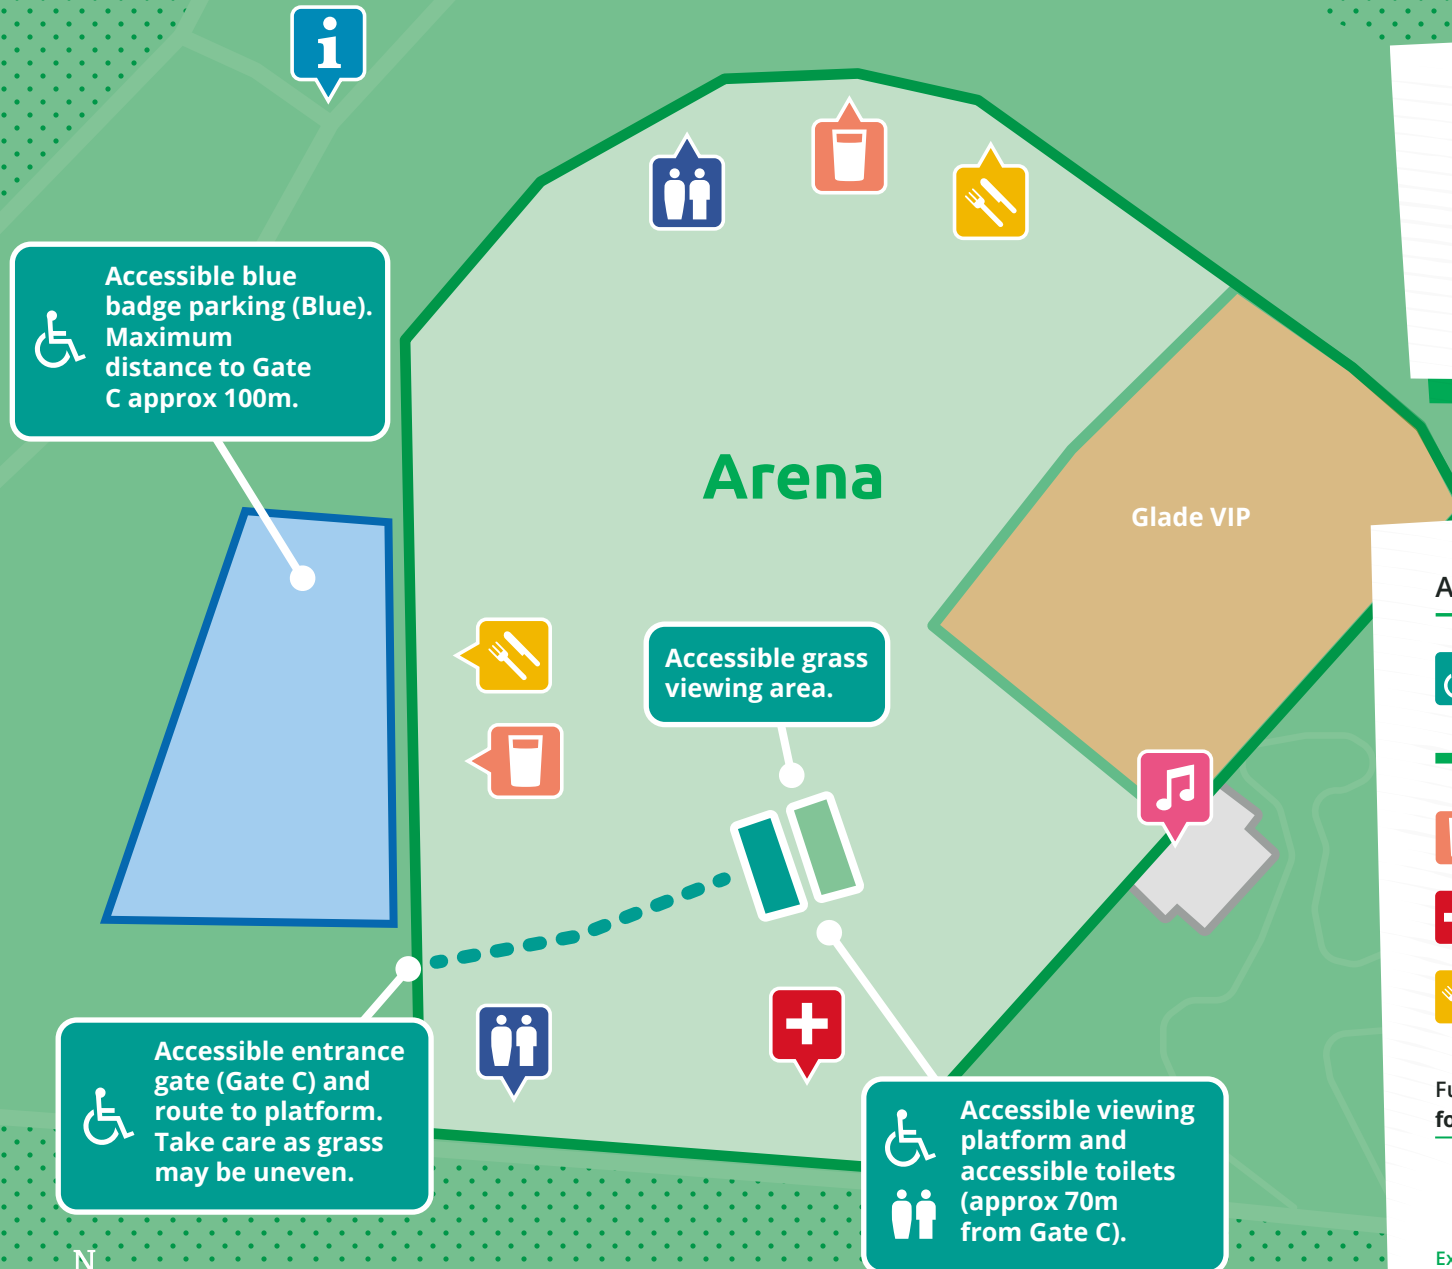 Accessible blue
badge parking (Blue).
Maximum
distance to Gate
C approx 100m.
Arena
Glade VIP
Accessible grass
viewing area.
Accessible entrance
gate (Gate C) and
route to platform.
Take care as grass
may be uneven.
Accessible viewing
platform and
accessible toilets
(approx 70m
from Gate C).
N